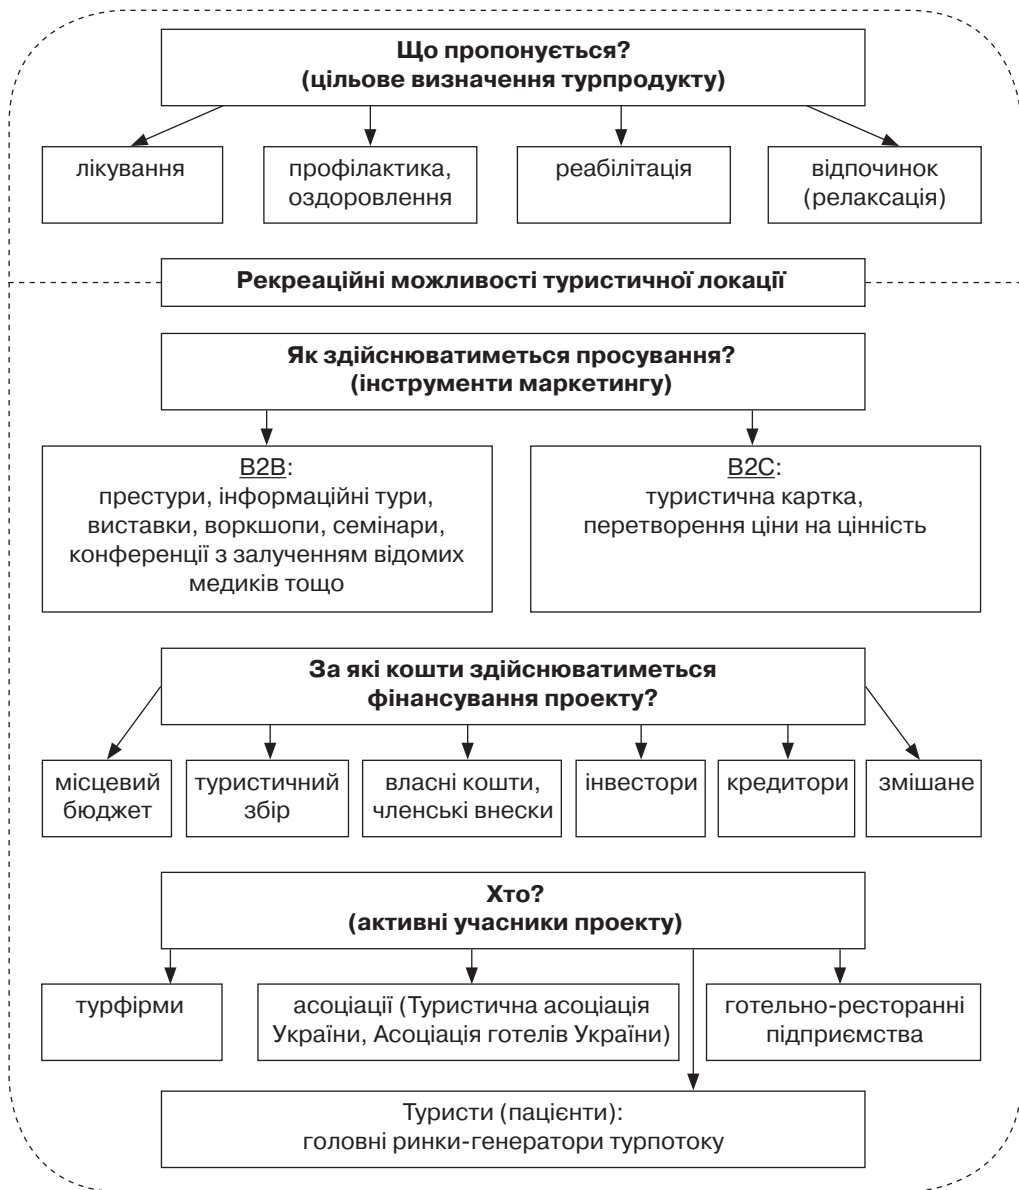 Що пропонується?
(цільове визначення турпродукту)
лікування
профілактика,
оздоровлення
реабілітація
відпочинок
(релаксація)
Рекреаційні можливості туристичної локації
Як здійснюватиметься просування?
(інструменти маркетингу)
B2B:
престури, інформаційні тури,
виставки, воркшопи, семінари,
конференції з залученням відомих
медиків тощо
B2C:
туристична картка,
перетворення ціни на цінність
За які кошти здійснюватиметься
фінансування проекту?
місцевий
бюджет
туристичний
збір
власні кошти,
членські внески
інвестори
кредитори
змішане
Хто?
(активні учасники проекту)
турфірми
асоціації (Туристична асоціація
України, Асоціація готелів України)
готельно-ресторанні
підприємства
Туристи (пацієнти):
головні ринки-генератори турпотоку